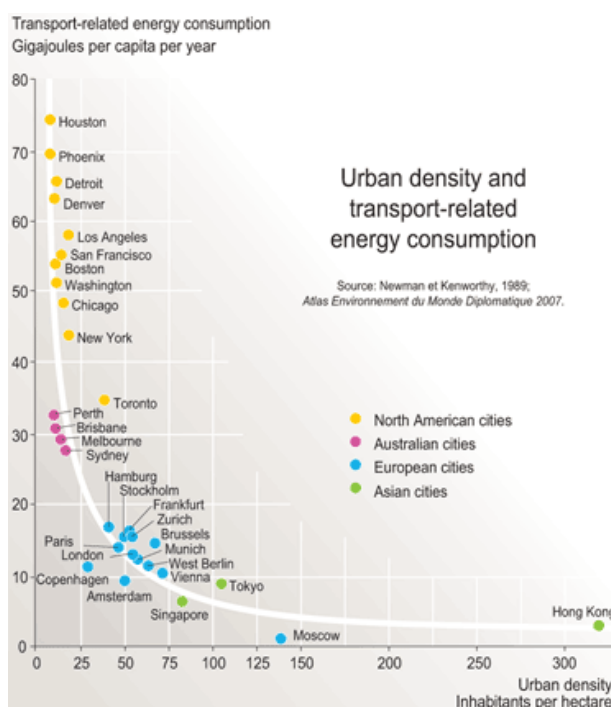 Transport-related energy consumption
Gigajoules per capita per year
80
70
60
50
40
30
20
10
0
Houston
Phoenix
Detroit
Denver
Los Angeles
San Francisco
Boston
Washington
Chicago
New York
Toronto
Perth
Brisbane
Melbourne
Sydney
Hamburg
Stockholm
Frankfurt
Zurich
Brussels
Paris
London
Munich
West Berlin
Copenhagen
Vienna
Amsterdam
Tokyo
Singapore
Moscow
Hong Kong
Urban density and
transport-related
energy consumption
Source: Newman et Kenworthy, 1989;
Atlas Environnement du Monde Diplomatique 2007.
North American cities
Australian cities
European cities
Asian cities
0 25 50 75 100 125 150 200 250 300
Urban density
Inhabitants per hectare